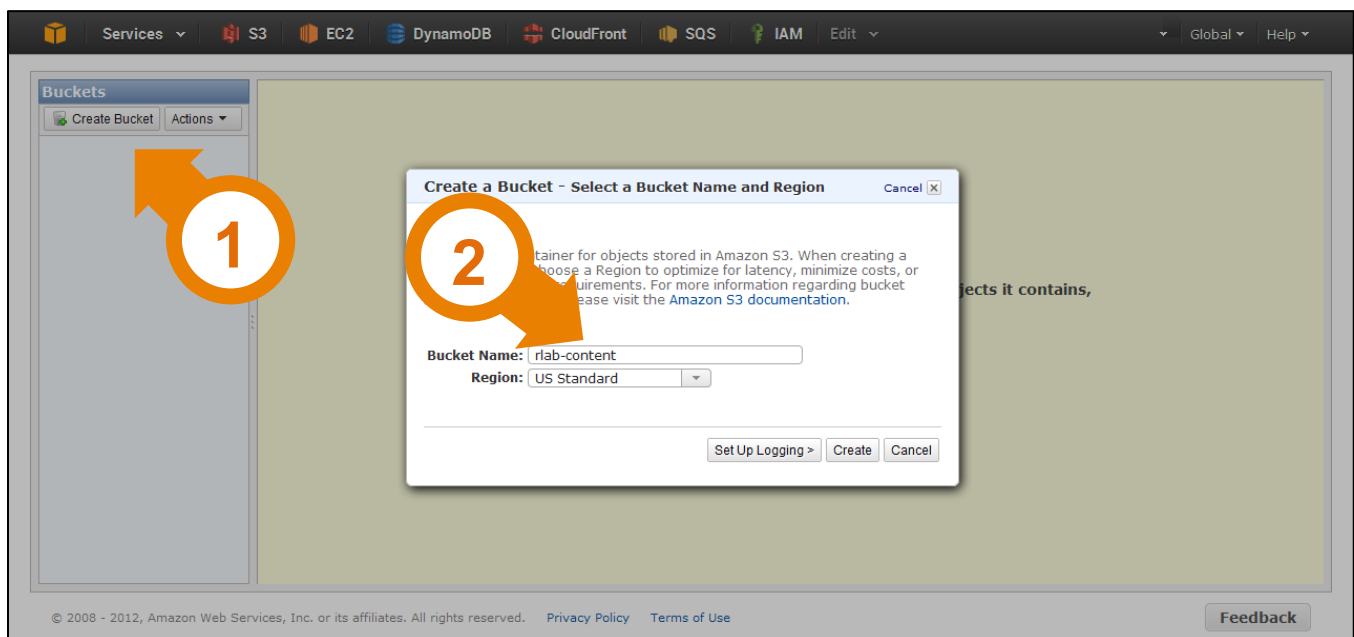 Services S3 EC2 DynamoDB CloudFront SQS IAM Edit Global Help
Buckets
Create Bucket Actions
1
Create a Bucket - Select a Bucket Name and Region Cancel
2
tainer for objects stored in Amazon S3. When creating a
hoose a Region to optimize for latency, minimize costs, or
uirements. For more information regarding bucket
ease visit the Amazon S3 documentation.
jects it contains,
Bucket Name: rlab-content
Region: US Standard
Set Up Logging > Create Cancel
© 2008 - 2012, Amazon Web Services, Inc. or its affiliates. All rights reserved. Privacy Policy Terms of Use Feedback